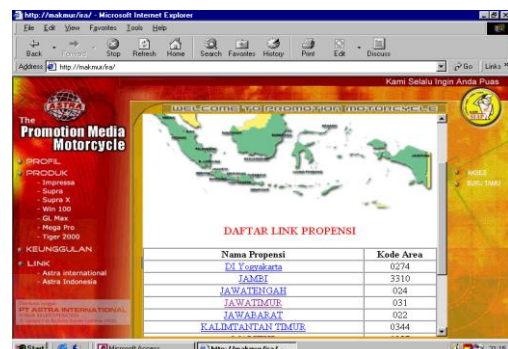 http://makmur/ira/ - Microsoft Internet Explorer
File Edit View Favorites Tools Help
Back Forward Stop Refresh Home Search Favorites History Print Edit Discuss
Address http://makmur/ira/ Go Links
Kami Selalu Ingin Anda Puas
ASTRA
WELCOME TO PROMOTION MOTORCYCLE
The
Promotion Media
Motorcycle
PROFIL
PRODUK
- Impressa
- Supra
- Supra X
- Win 100
- GL Max
- Mega Pro
- Tiger 2000
KEUNGGULAN
LINK
- Astra international
- Astra Indonesia
PT ASTRA INTERNATIONAL
INDEX
BUKU TAMU
DAFTAR LINK PROPENSI
Nama Propensi Kode Area
DI Yogyakarta 0274
JAMBI 3310
JAWATENGAH 024
JAWATIMUR 031
JAWABARAT 022
KALIMTANTAN TIMUR 0344
Start Microsoft Access http://makmur/ira/ - 21:16